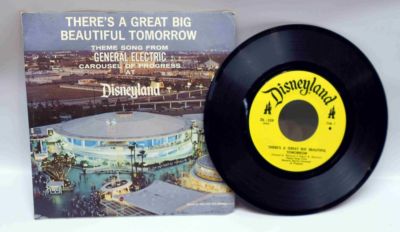 THERE'S A GREAT BIG
BEAUTIFUL TOMORROW
THEME SONG FROM
GENERAL ELECTRIC
CAROUSEL OF PROGRESS
AT
Disneyland
Disneyland
THERE'S A GREAT BIG BEAUTIFUL
TOMORROW